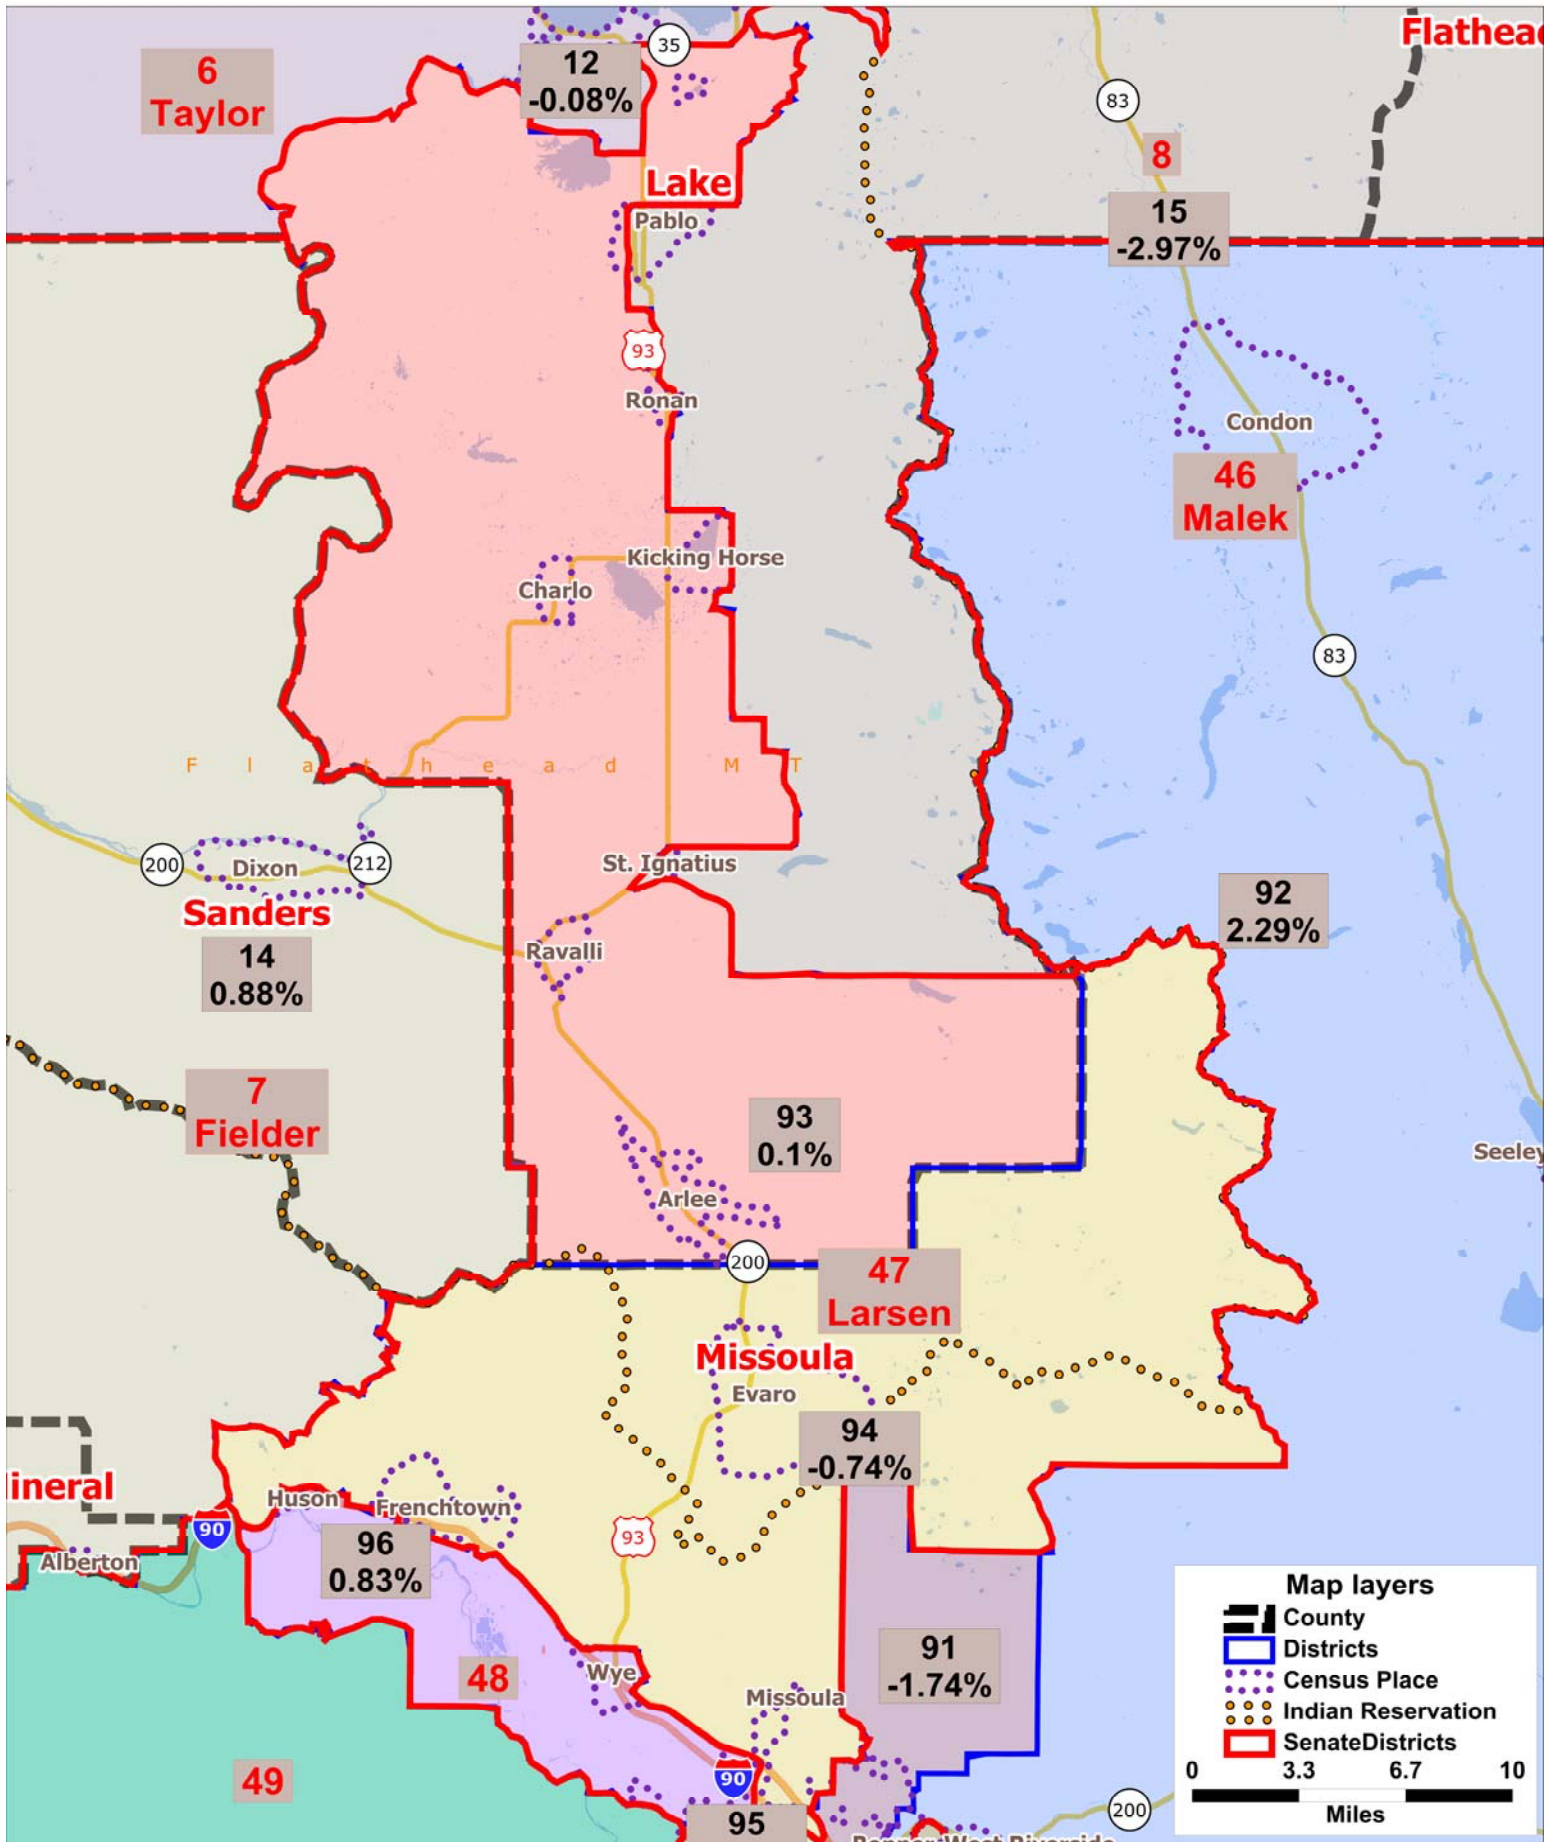 Flathead
35
12
-0.08%
6
Taylor
83
8
Lake
15
-2.97%
Pablo
93
Ronan
Condon
46
Malek
Kicking Horse
Charlo
83
F l a t h e a d M T
200
Dixon
212
St. Ignatius
Sanders
92
2.29%
Ravalli
14
0.88%
7
Fielder
93
0.1%
Seeley
Arlee
200
47
Larsen
Missoula
Evaro
94
-0.74%
ineral
Huson
Frenchtown
90
93
96
0.83%
Alberton
Map layers
County
Districts
Census Place
Indian Reservation
SenateDistricts
0 3.3 6.7 10
Miles
91
-1.74%
Wye
48
Missoula
49
90
200
95